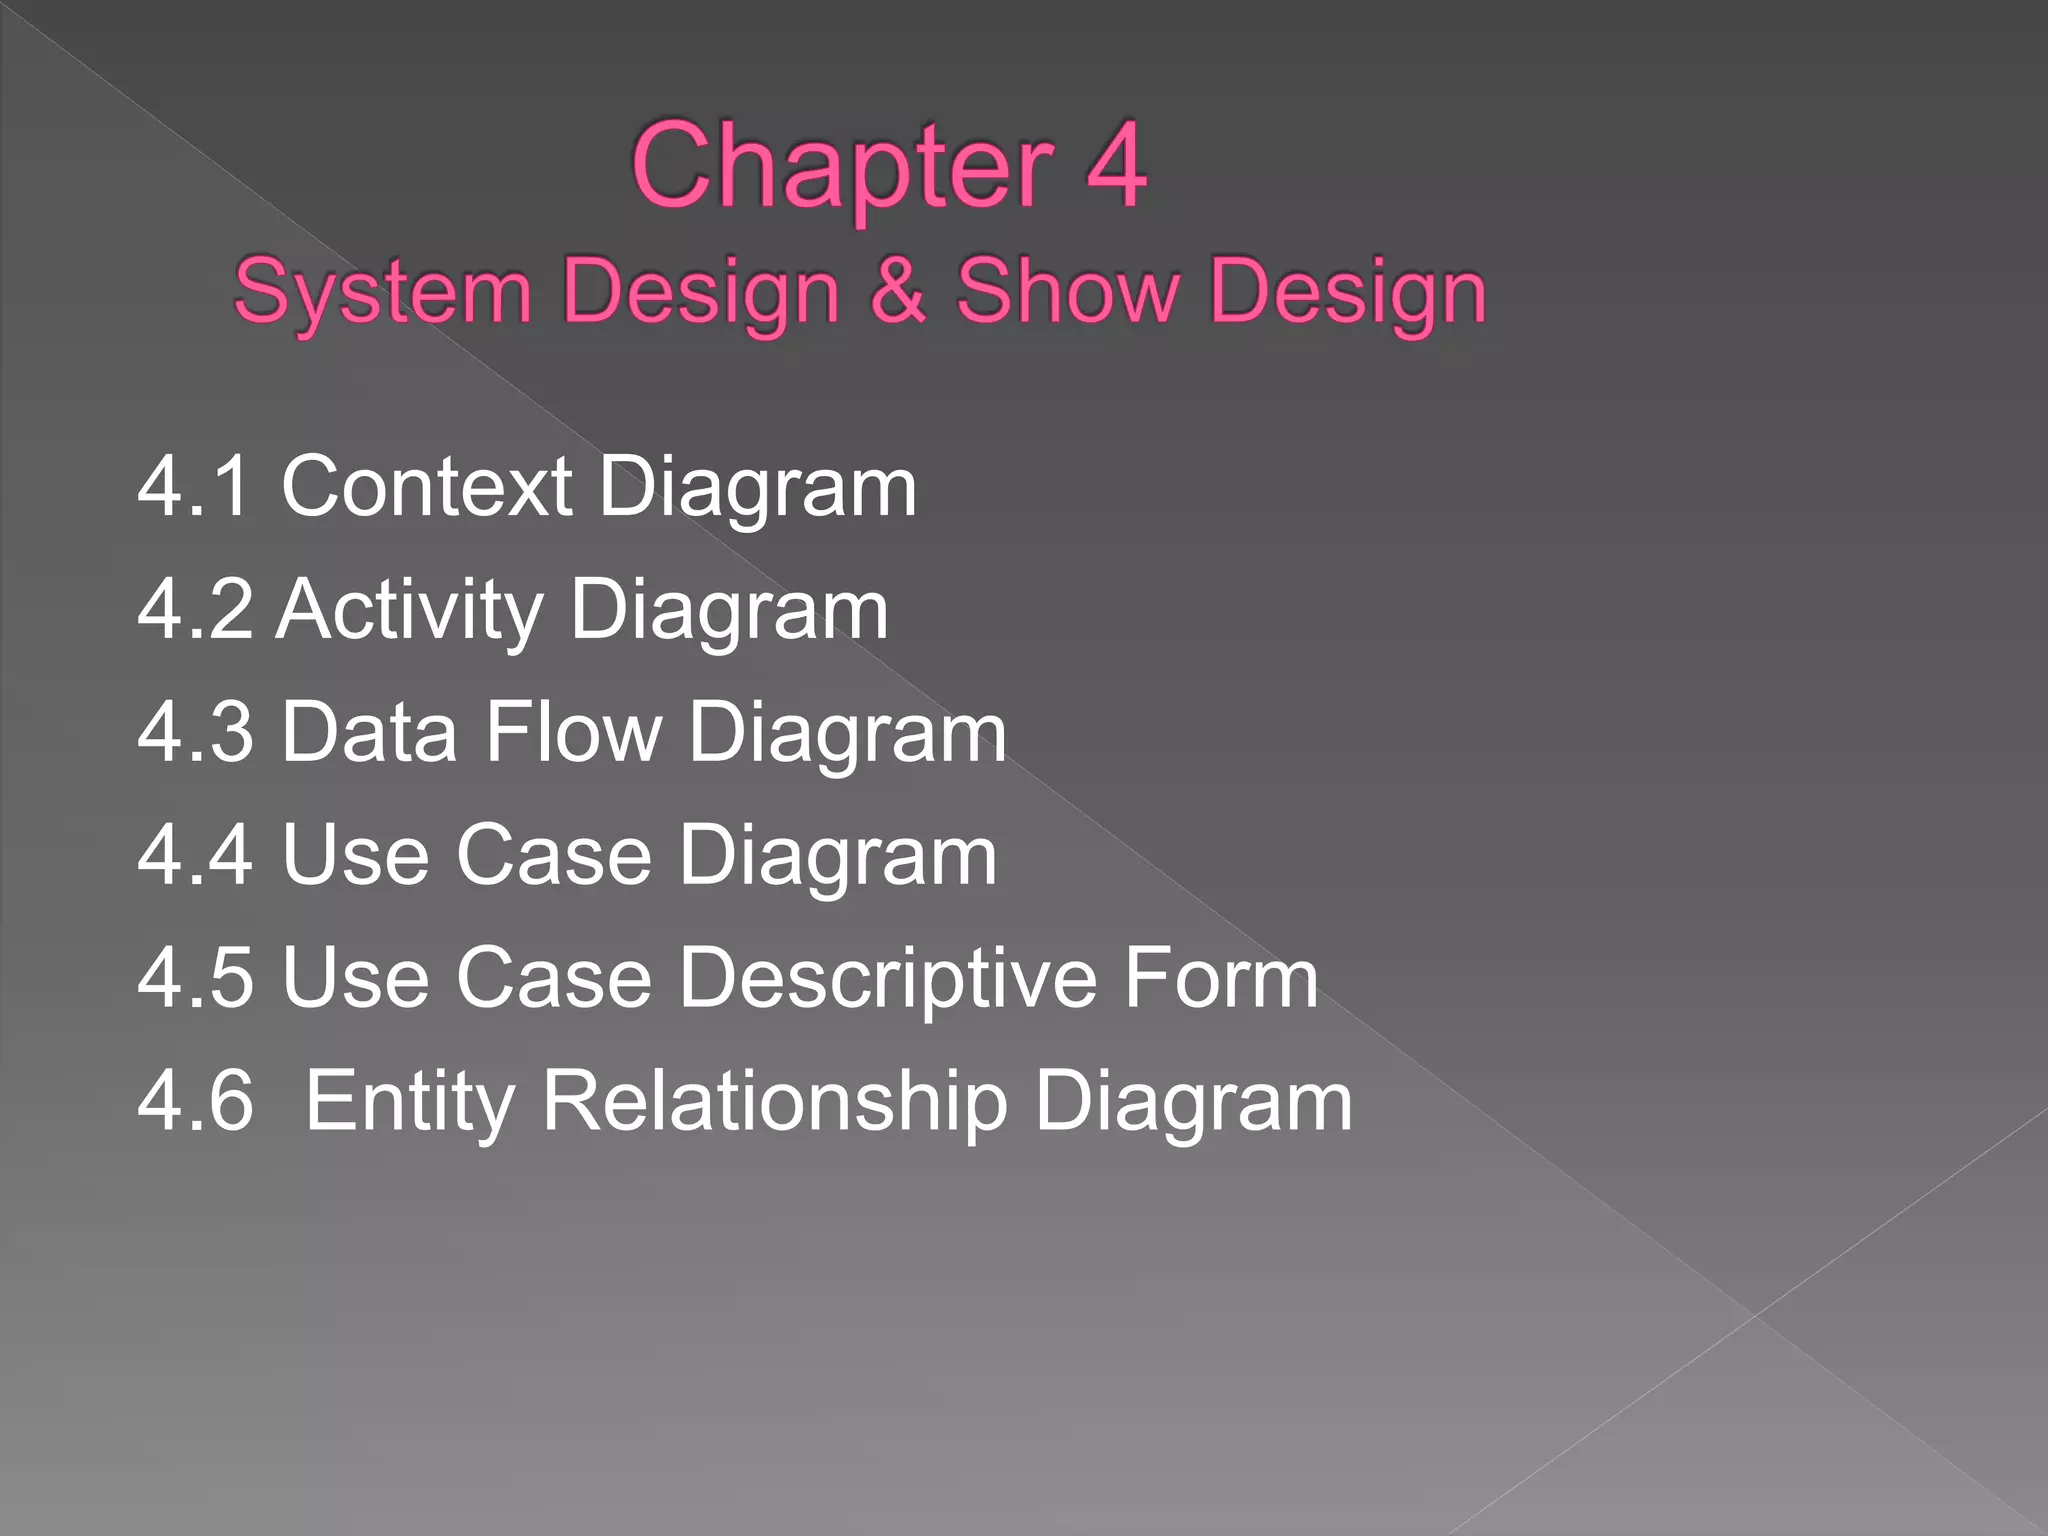 Chapter 4
System Design & Show Design
4.1 Context Diagram
4.2 Activity Diagram
4.3 Data Flow Diagram
4.4 Use Case Diagram
4.5 Use Case Descriptive Form
4.6 Entity Relationship Diagram